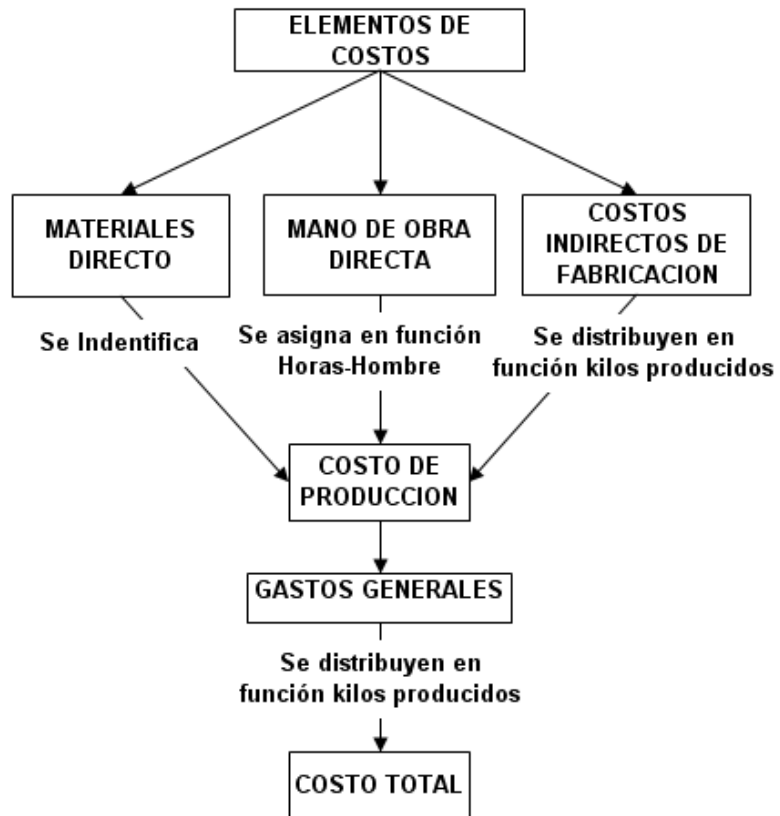 ELEMENTOS DE
COSTOS
MATERIALES
DIRECTO
MANO DE OBRA
DIRECTA
COSTOS
INDIRECTOS DE
FABRICACION
Se Indentifica
Se asigna en función
Horas-Hombre
Se distribuyen en
función kilos producidos
COSTO DE
PRODUCCION
GASTOS GENERALES
Se distribuyen en
función kilos producidos
COSTO TOTAL